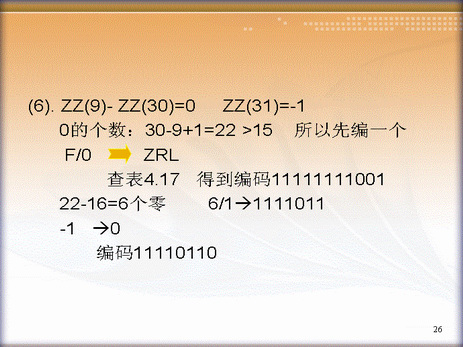 (6). ZZ(9)- ZZ(30)=0 ZZ(31)=-1
0的个数：30-9+1=22 >15 所以先编一个
F/0 ZRL
查表4.17 得到编码11111111001
22-16=6个零 6/1→1111011
-1 →0
编码11110110
26